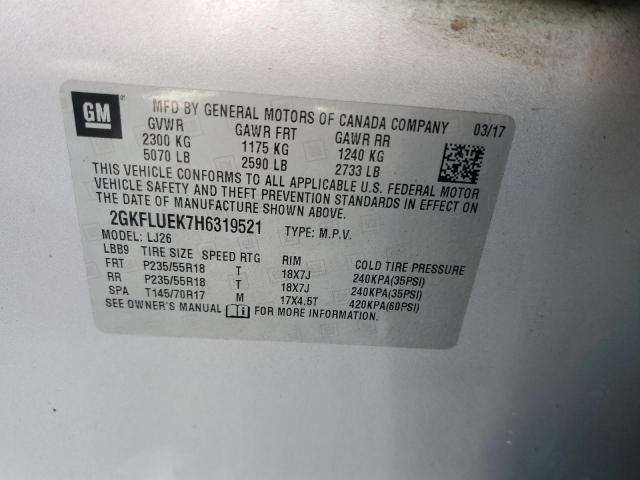 GM ®
MFD BY GENERAL MOTORS OF CANADA COMPANY
03/17
GVWR GAWR FRT GAWR RR
2300 KG 1175 KG 1240 KG
5070 LB 2590 LB 2733 LB
THIS VEHICLE CONFORMS TO ALL APPLICABLE U.S. FEDERAL MOTOR
VEHICLE SAFETY AND THEFT PREVENTION STANDARDS IN EFFECT ON
THE DATE OF MANUFACTURE SHOWN ABOVE.
2GKFLUEK7H6319521 TYPE: M.P.V.
MODEL: LJ26
LBB9 TIRE SIZE SPEED RTG RIM COLD TIRE PRESSURE
FRT P235/55R18 T 18X7J 240KPA(35PSI)
RR P235/55R18 T 18X7J 240KPA(35PSI)
SPA T145/70R17 M 17X4.5T 420KPA(60PSI)
SEE OWNER'S MANUAL FOR MORE INFORMATION.